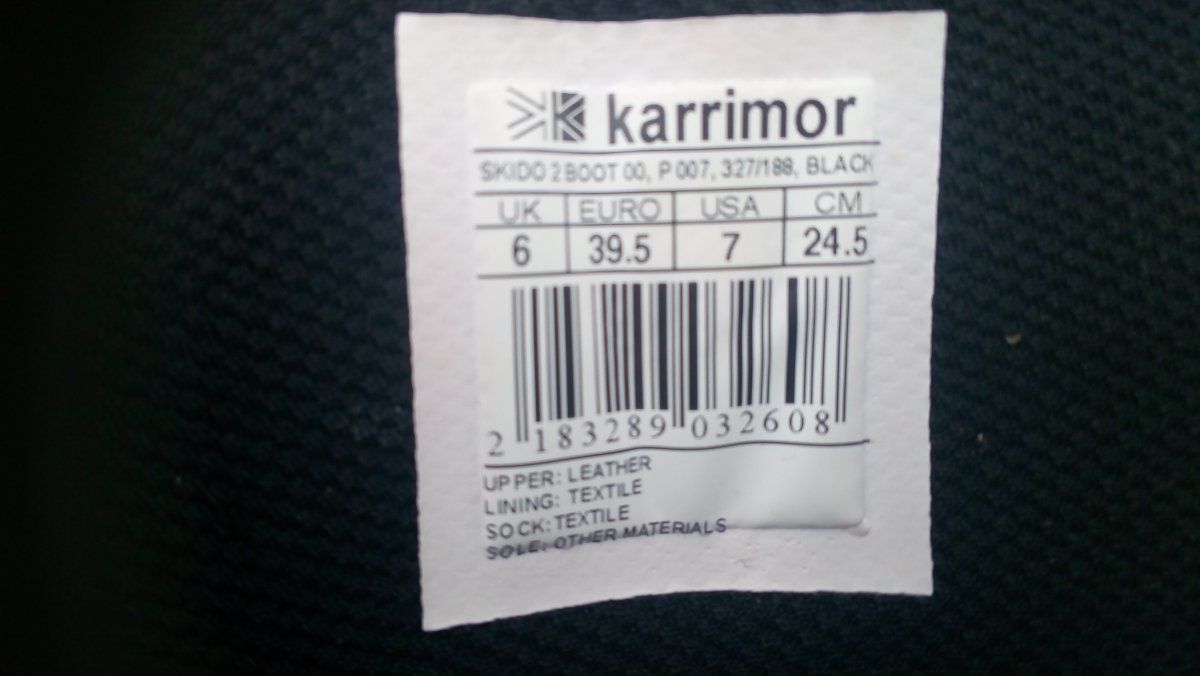 karrimor
SKIDO 2 BOOT 00, P 007, 327/188, BLACK
UK EURO USA CM
6 39.5 7 24.5
2 183289 032608
UPPER: LEATHER
LINING: TEXTILE
SOCK: TEXTILE
SOLE: OTHER MATERIALS